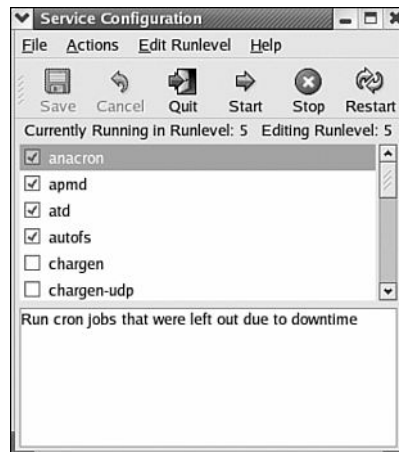 Service Configuration
File Actions Edit Runlevel Help
Save Cancel Quit Start Stop Restart
Currently Running in Runlevel: 5 Editing Runlevel: 5
anacron
apmd
atd
autofs
chargen
chargen-udp
Run cron jobs that were left out due to downtime